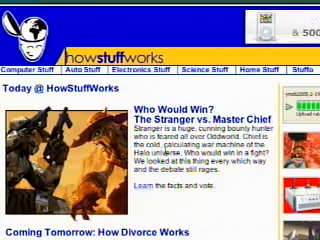 howstuffworks
& 500
Computer Stuff | Auto Stuff | Electronics Stuff | Science Stuff | Home Stuff | Stuffo
Today @ HowStuffWorks
Who Would Win?
The Stranger vs. Master Chief
Stranger is a huge, cunning bounty hunter
who is feared all over Oddworld. Chief is
the cold, calculating war machine of the
Halo universe. Who would win in a fight?
We looked at this thing every which way
and the debate still rages.
Learn the facts and vote.
Upload rat
Coming Tomorrow: How Divorce Works